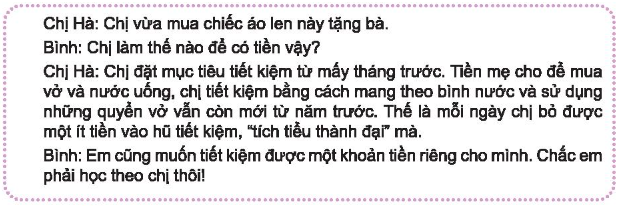 Chị Hà: Chị vừa mua chiếc áo len này tặng bà.
Bình: Chị làm thế nào để có tiền vậy?
Chị Hà: Chị đặt mục tiêu tiết kiệm từ mấy tháng trước. Tiền mẹ cho để mua
vở và nước uống, chị tiết kiệm bằng cách mang theo bình nước và sử dụng
những quyển vở vẫn còn mới từ năm trước. Thế là mỗi ngày chị bỏ được
một ít tiền vào hũ tiết kiệm, “tích tiểu thành đại” mà.
Bình: Em cũng muốn tiết kiệm được một khoản tiền riêng cho mình. Chắc em
phải học theo chị thôi!